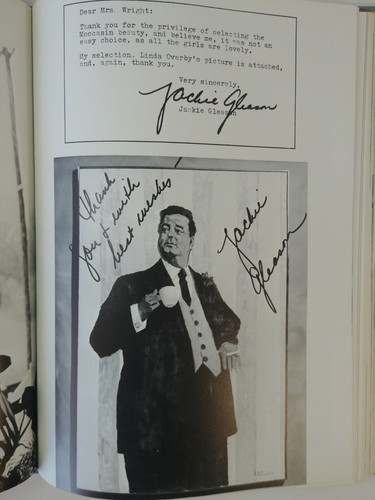 Dear Mrs. Wright:
Thank you for the privilege of selecting the
Moccasin beauty, and believe me, it was not an
easy choice, as all the girls are lovely.
My selection. Linda Overby's picture is attached,
and, again, thank you.
Very sincerely,
Jackie Gleason
Jackie Gleason
Thank
you & with
best wishes
Jackie
Gleason